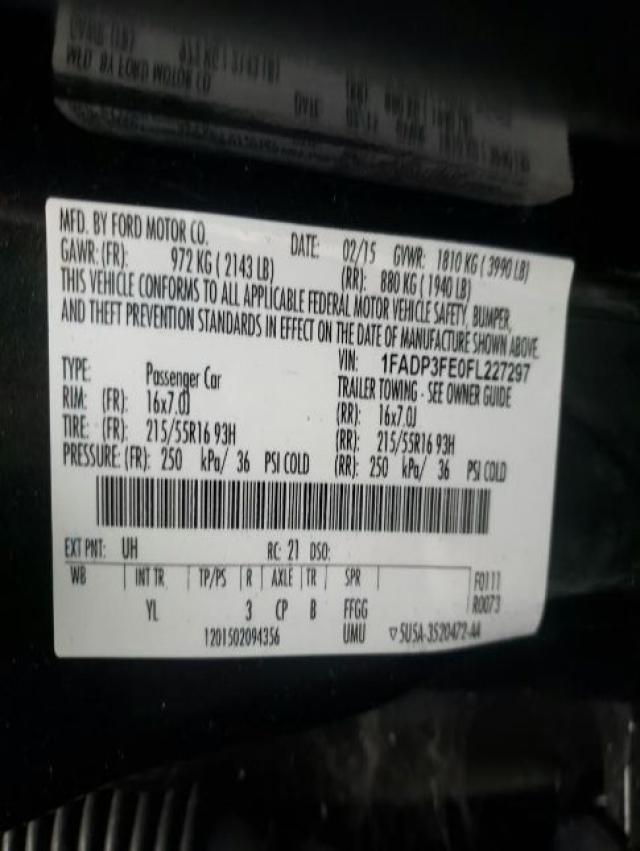 MFD. BY FORD MOTOR CO. DATE: 02/15 GVWR: 1810 KG ( 3990 LB)
GAWR: (FR): 972 KG ( 2143 LB) (RR): 880 KG ( 1940 LB)
THIS VEHICLE CONFORMS TO ALL APPLICABLE FEDERAL MOTOR VEHICLE SAFETY, BUMPER,
AND THEFT PREVENTION STANDARDS IN EFFECT ON THE DATE OF MANUFACTURE SHOWN ABOVE.
VIN: 1FADP3FE0FL227297
TYPE: Passenger Car TRAILER TOWING - SEE OWNER GUIDE
RIM: (FR): 16x7.0J (RR): 16x7.0J
TIRE: (FR): 215/55R16 93H (RR): 215/55R16 93H
PRESSURE: (FR): 250 kPa/ 36 PSI COLD (RR): 250 kPa/ 36 PSI COLD
EXT PNT: UH RC: 21 DSO:
WB INT TR. TP/PS R AXLE TR SPR F0111
YL 3 CP B FFGG R0073
1201502094356 UMU ▽5U5A-3520472-AA